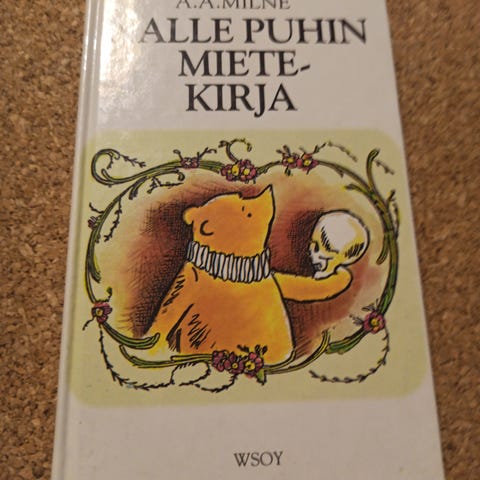 A.A.MILNE
ALLE PUHIN
MIETE-
KIRJA
WSOY